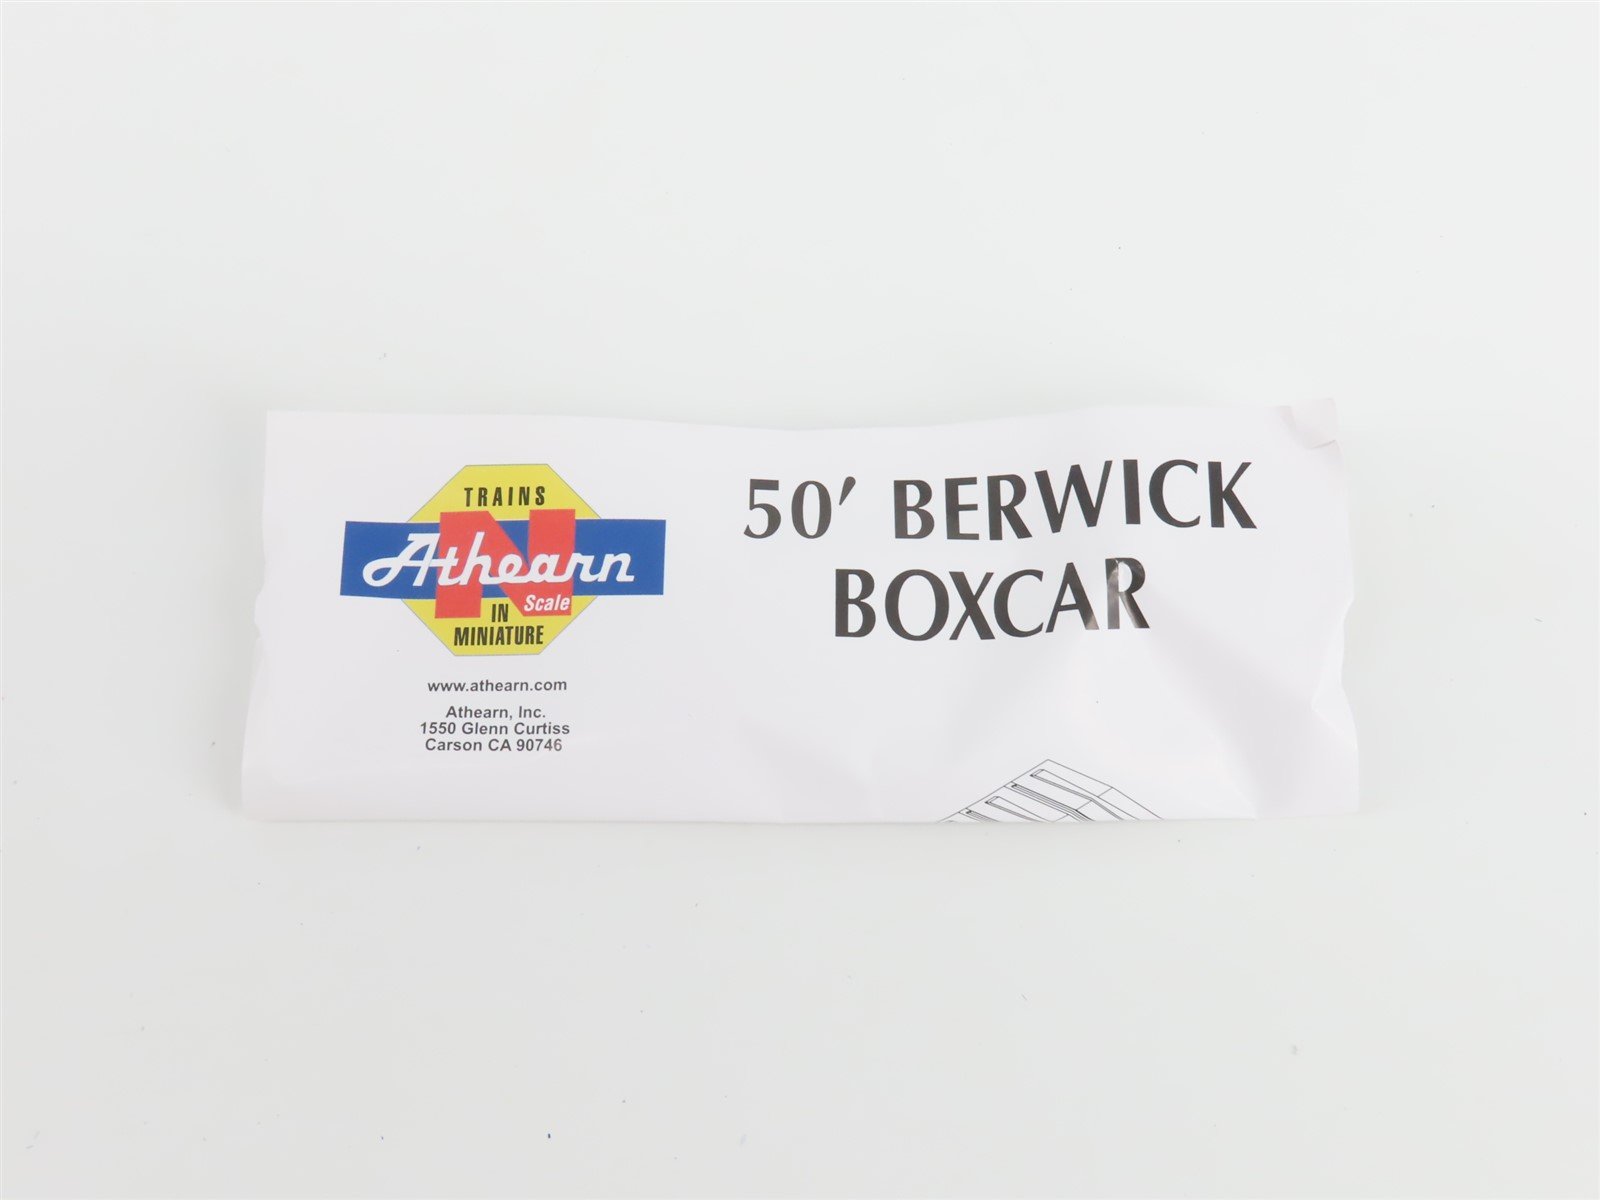 TRAINS
Athearn
N Scale
IN
MINIATURE
www.athearn.com
Athearn, Inc.
1550 Glenn Curtiss
Carson CA 90746
50' BERWICK
BOXCAR